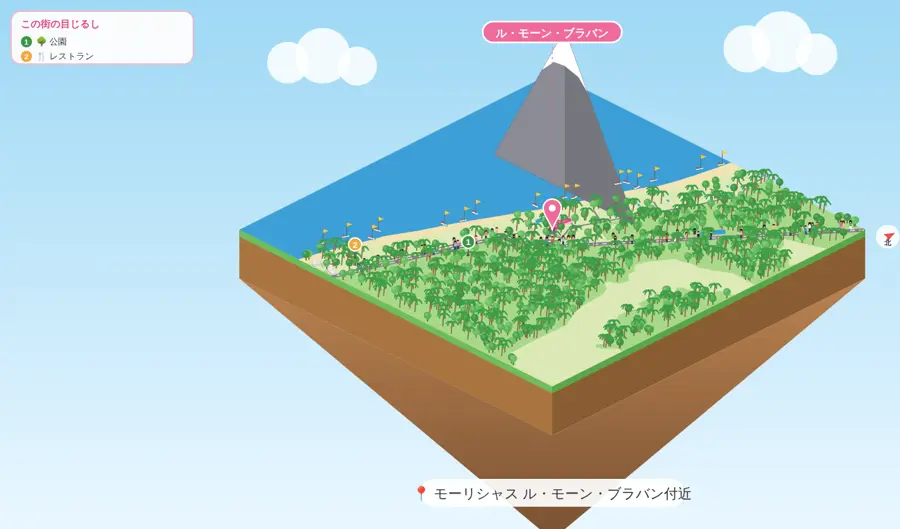 この街の目じるし
1 公園
2 レストラン
ル・モーン・ブラバン
2
1
北
モーリシャス ル・モーン・ブラバン付近